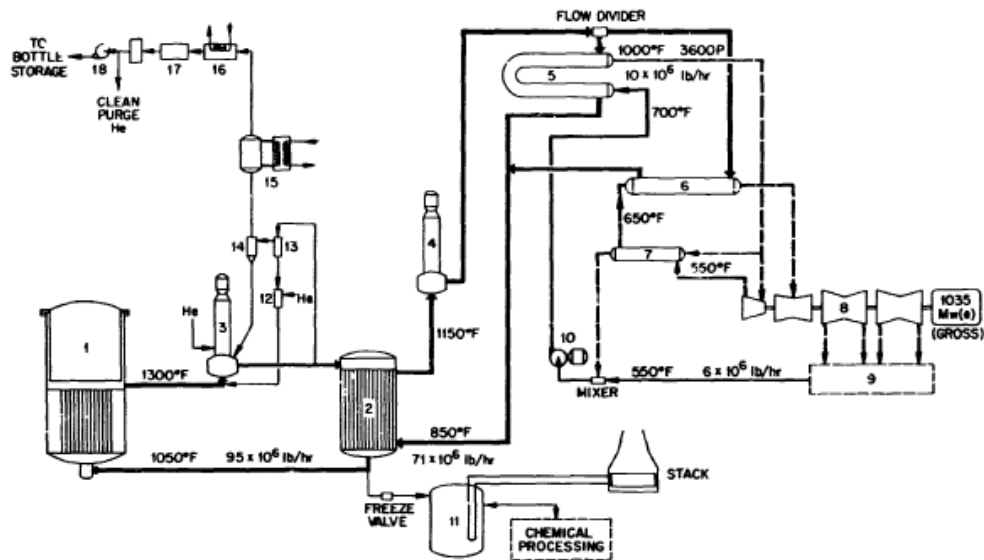 FLOW DIVIDER
TO
BOTTLE
STORAGE
18
17
16
CLEAN
PURGE
He
1000°F 3600P
5
10 x 10⁶ lb/hr
700°F
15
6
4
650°F
14
13
7
550°F
12
He
He
3
1150°F
10
8
1035
Mw(e)
(GROSS)
1
1300°F
2
MIXER
550°F 6 x 10⁶ lb/hr
9
850°F
1050°F 95 x 10⁶ lb/hr
71 x 10⁶ lb/hr
STACK
FREEZE
VALVE
11
CHEMICAL
PROCESSING